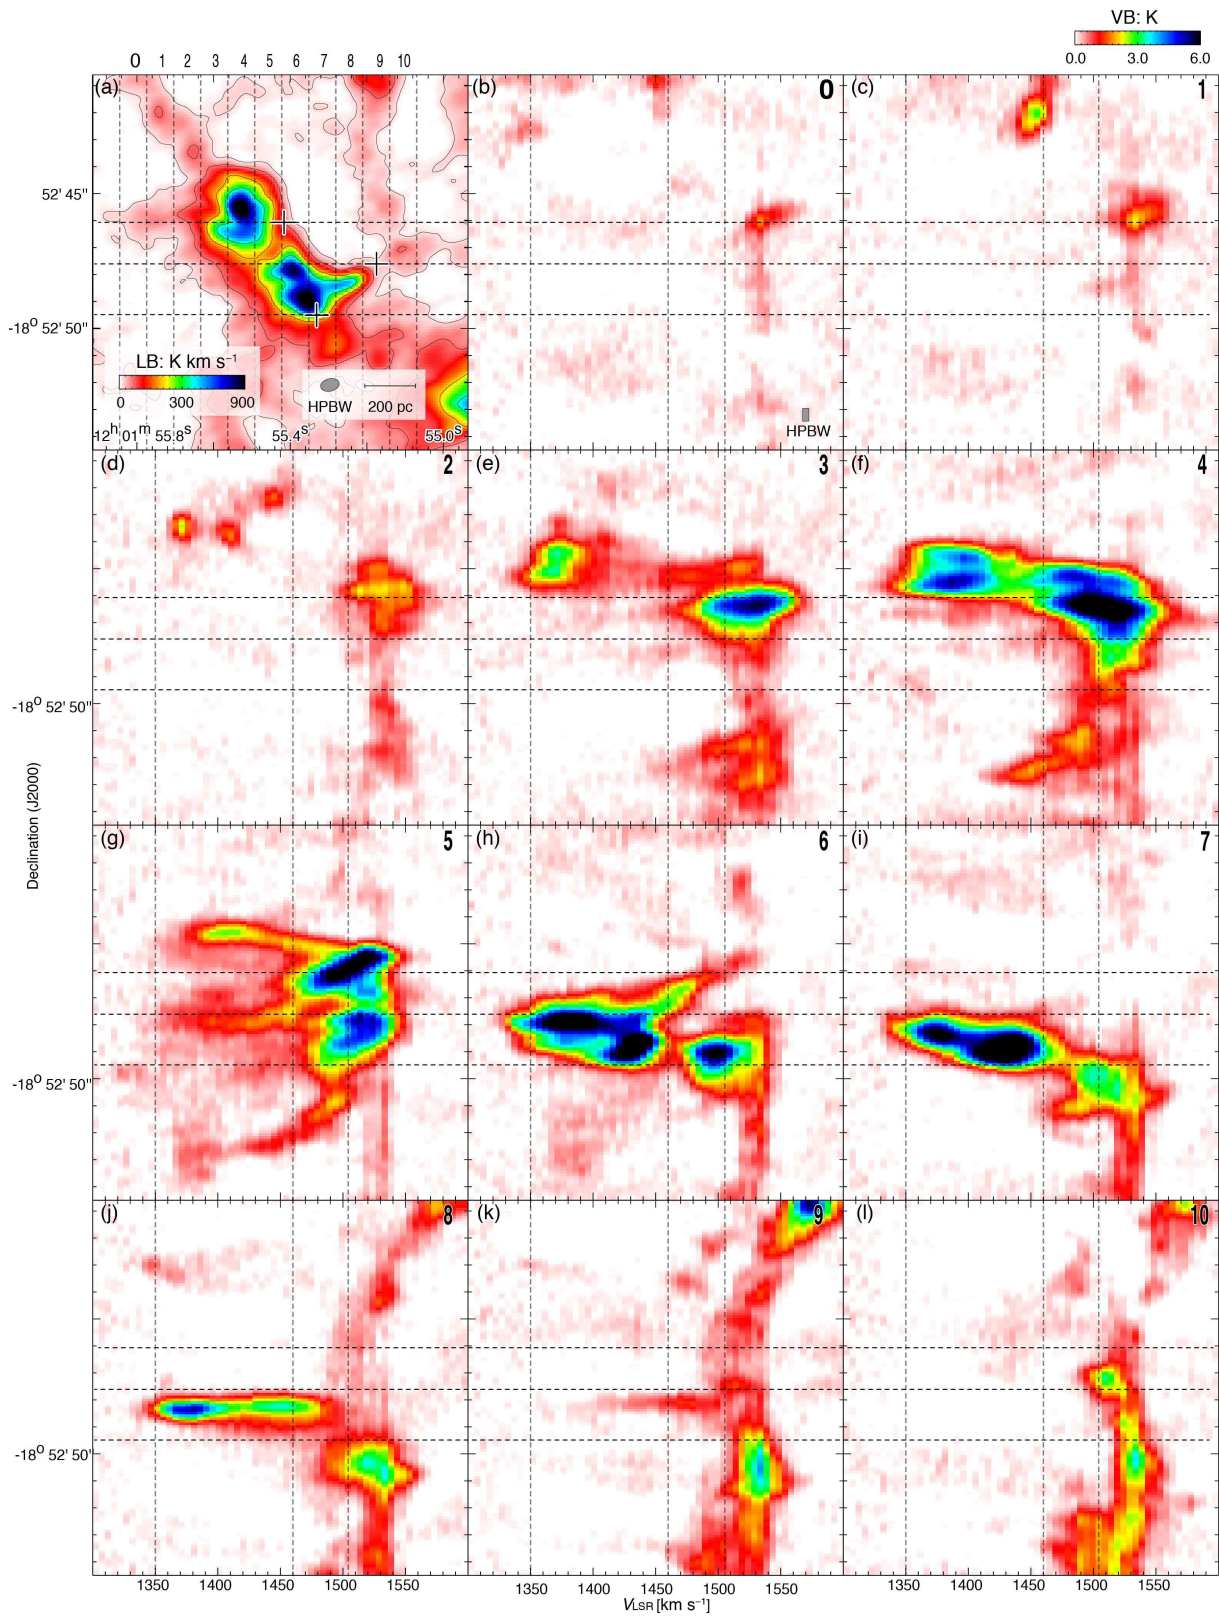 VB: K
0.0 3.0 6.0
0 1 2 3 4 5 6 7 8 9 10
(a)
(b) 0
(c) 1
52' 45"
-18° 52' 50"
LB: K km s⁻¹
0 300 900
HPBW 200 pc
12ʰ 01ᵐ 55.8ˢ 55.4ˢ 55.0ˢ
HPBW
(d) 2
(e) 3
(f) 4
-18° 52' 50"
Declination (J2000)
(g) 5
(h) 6
(i) 7
-18° 52' 50"
(j) 8
(k) 9
(l) 10
-18° 52' 50"
1350 1400 1450 1500 1550 1350 1400 1450 1500 1550 1350 1400 1450 1500 1550
VLSR [km s⁻¹]